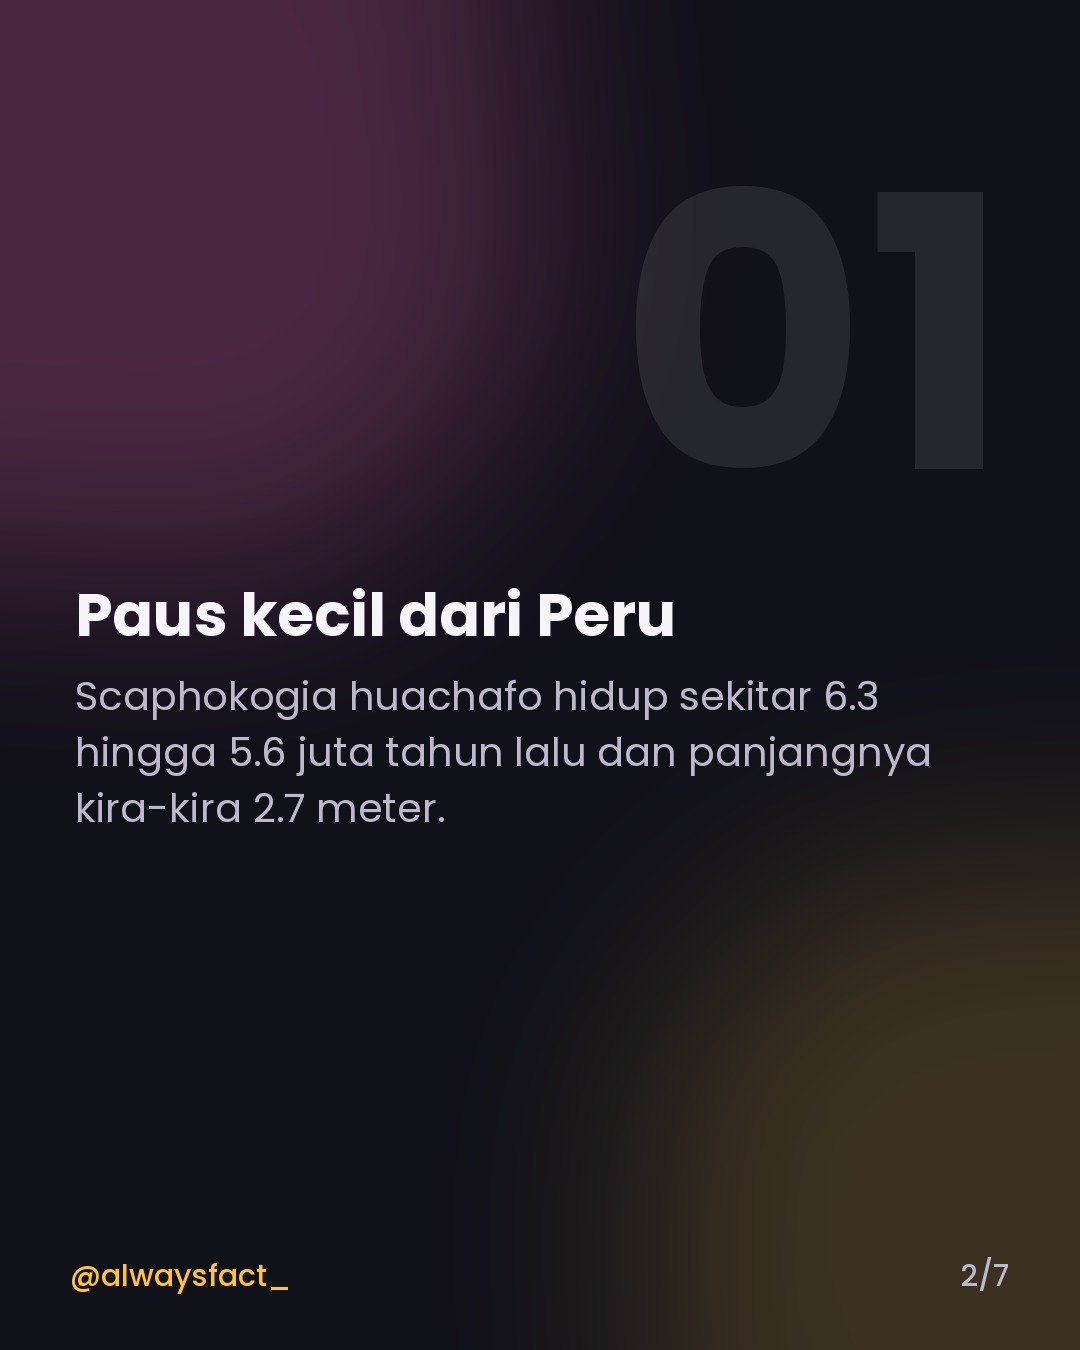 01
Paus kecil dari Peru
Scaphokogia huachafo hidup sekitar 6.3
hingga 5.6 juta tahun lalu dan panjangnya
kira-kira 2.7 meter.
@alwaysfact_
2/7